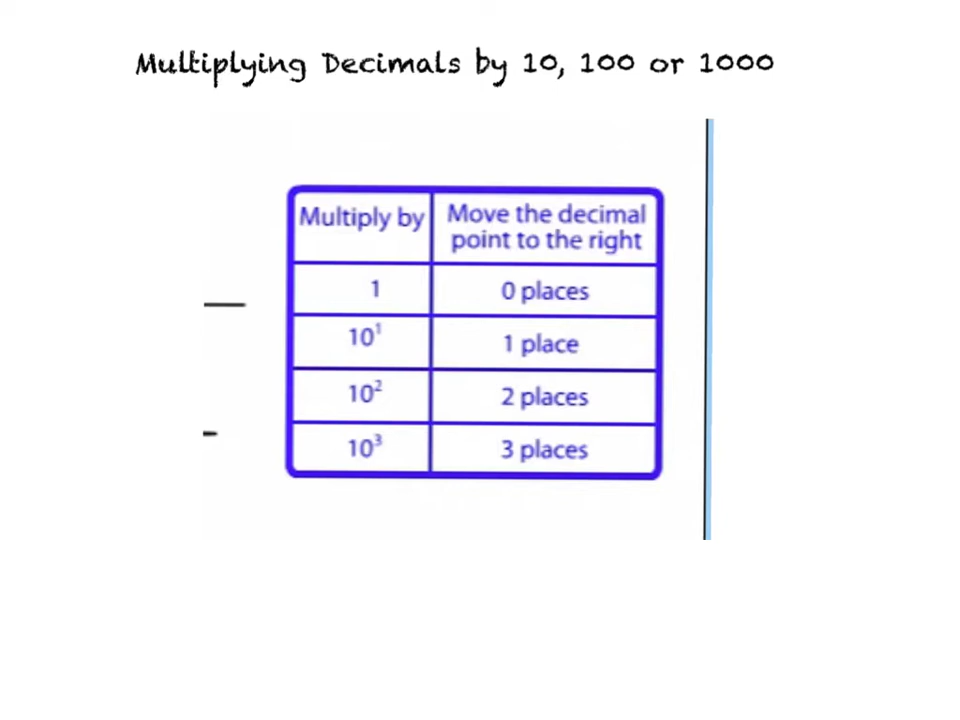 Multiplying Decimals by 10, 100 or 1000
Multiply by
Move the decimal
point to the right
1
0 places
10¹
1 place
10²
2 places
10³
3 places